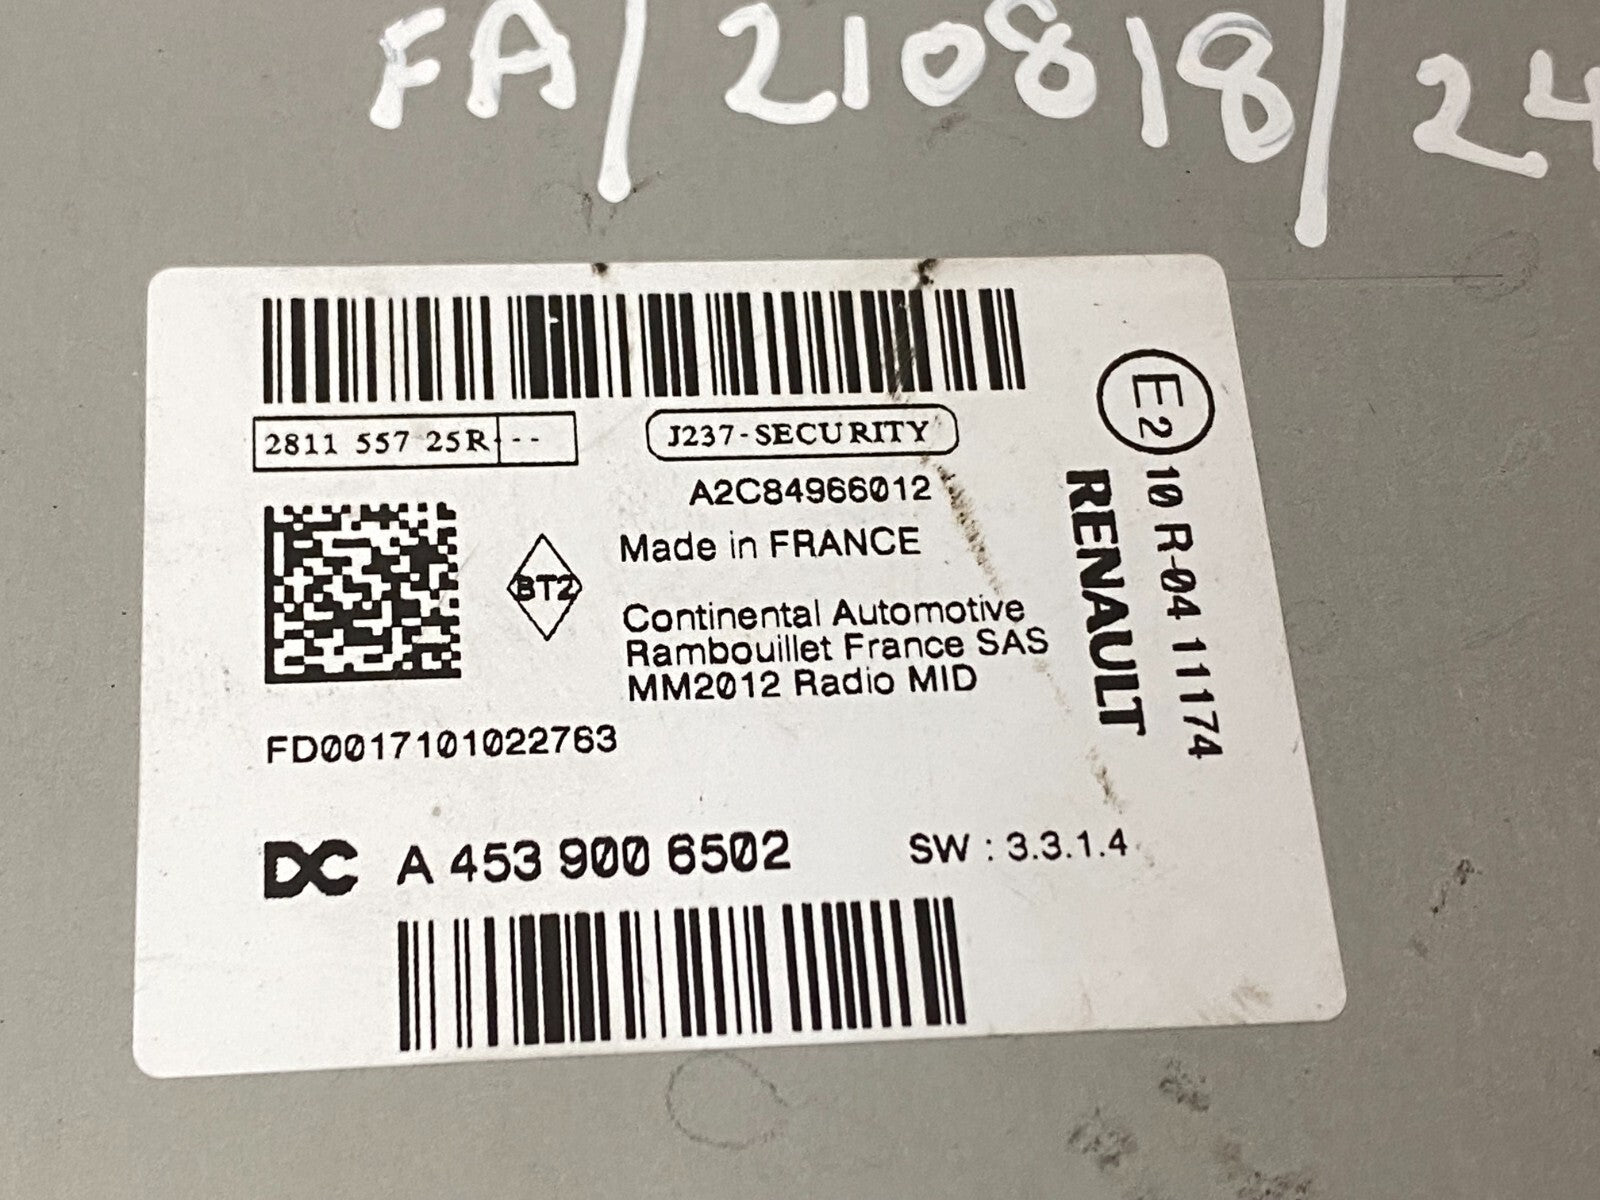 FA/210818/24
2811 557 25R --
J237-SECURITY
A2C84966012
Made in FRANCE
BT2
Continental Automotive
Rambouillet France SAS
MM2012 Radio MID
FD0017101022763
DC A 453 900 6502
SW : 3.3.1.4
E2
10 R-04 11174
RENAULT